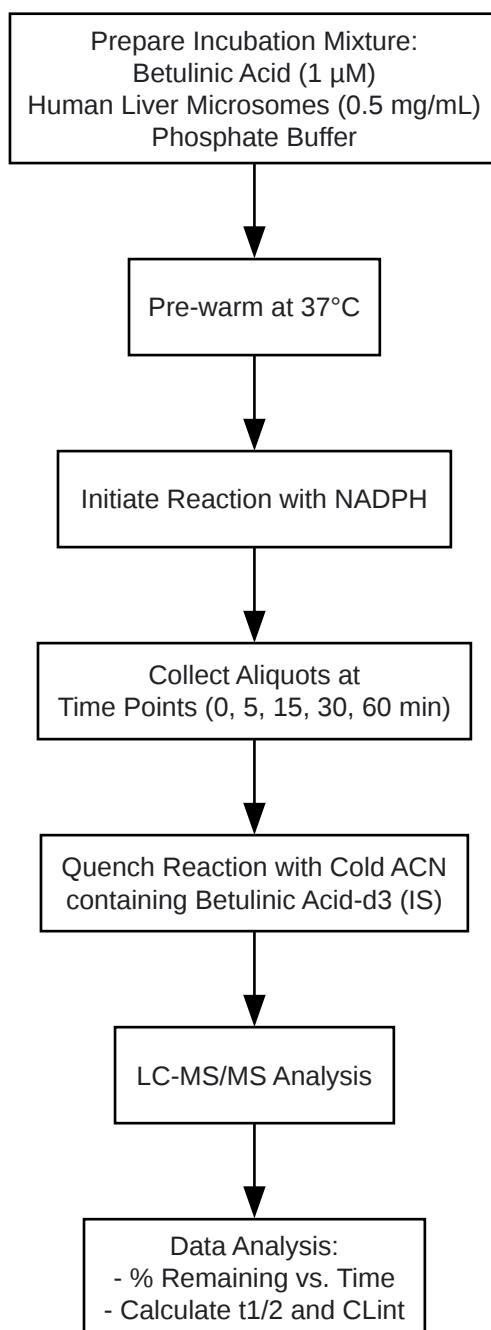 Prepare Incubation Mixture:
Betulinic Acid (1 µM)
Human Liver Microsomes (0.5 mg/mL)
Phosphate Buffer
Pre-warm at 37°C
Initiate Reaction with NADPH
Collect Aliquots at
Time Points (0, 5, 15, 30, 60 min)
Quench Reaction with Cold ACN
containing Betulinic Acid-d3 (IS)
LC-MS/MS Analysis
Data Analysis:
- % Remaining vs. Time
- Calculate t1/2 and CLint